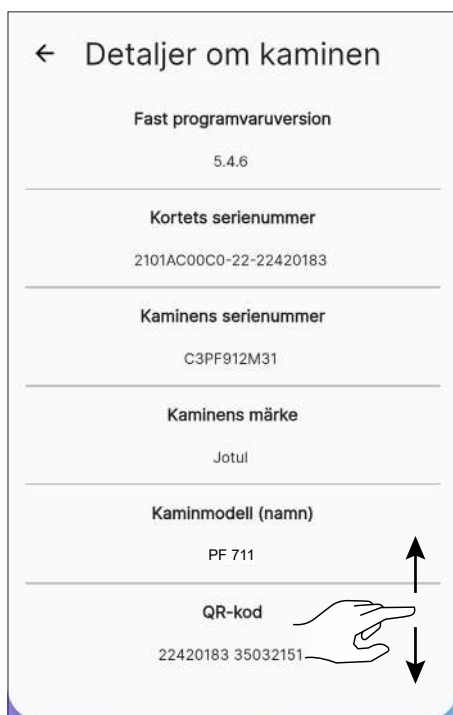 ← Detaljer om kaminen
Fast programvaruversion
5.4.6
Kortets serienummer
2101AC00C0-22-22420183
Kaminens serienummer
C3PF912M31
Kaminens märke
Jotul
Kaminmodell (namn)
PF 711
QR-kod
22420183 35032151